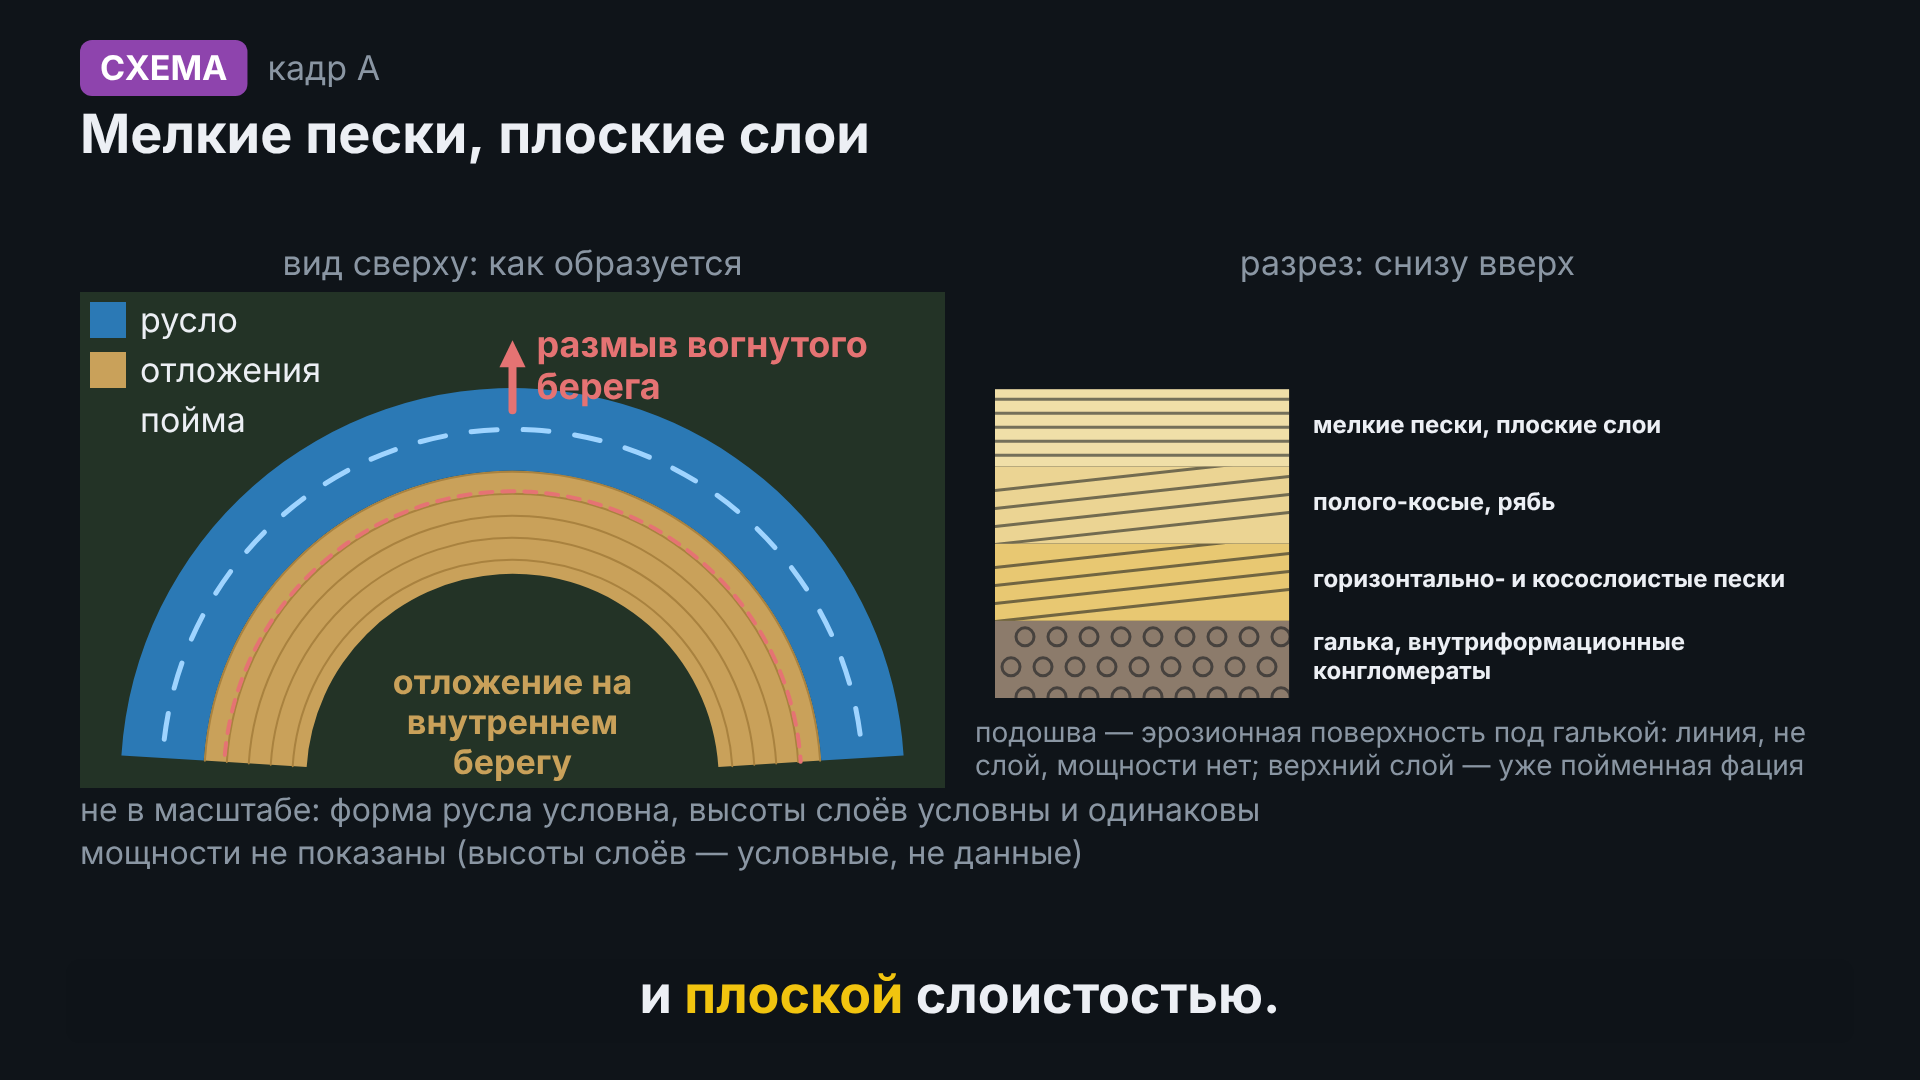 СХЕМА кадр А
Мелкие пески, плоские слои
вид сверху: как образуется
русло
отложения
пойма
размыв вогнутого
берега
отложение на
внутреннем
берегу
разрез: снизу вверх
мелкие пески, плоские слои
полого-косые, рябь
горизонтально- и косослоистые пески
галька, внутриформационные
конгломераты
подошва — эрозионная поверхность под галькой: линия, не
слой, мощности нет; верхний слой — уже пойменная фация
не в масштабе: форма русла условна, высоты слоёв условны и одинаковы
мощности не показаны (высоты слоёв — условные, не данные)
и плоской слоистостью.